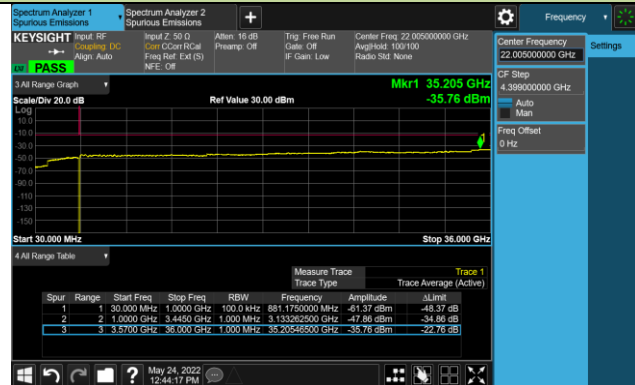 Spectrum Analyzer 1
Spurious Emissions
Spectrum Analyzer 2
Spurious Emissions
Frequency
KEYSIGHT
Input: RF
Coupling: DC
Align: Auto
Input Z: 50 Ω
Corr CCorr RCal
Freq Ref: Ext (S)
NFE: Off
Atten: 16 dB
Preamp: Off
Trig: Free Run
Gate: Off
IF Gain: Low
Center Freq: 22.005000000 GHz
Avg|Hold: 100/100
Radio Std: None
PASS
Center Frequency
22.005000000 GHz
Settings
CF Step
4.399000000 GHz
Auto
Man
Freq Offset
0 Hz
3 All Range Graph
Mkr1 35.205 GHz
-35.76 dBm
Scale/Div 20.0 dB
Ref Value 30.00 dBm
Log
10.0
-10.0
-30.0
-50.0
-70.0
-90.0
-110
-130
-150
1
Start 30.000 MHz
Stop 36.000 GHz
4 All Range Table
Measure Trace Trace 1
Trace Type Trace Average (Active)
Spur Range Start Freq Stop Freq RBW Frequency Amplitude ΔLimit
1 1 30.000 MHz 1.0000 GHz 100.0 kHz 881.1750000 MHz -61.37 dBm -48.37 dB
2 2 1.0000 GHz 3.4450 GHz 1.000 MHz 3.133262500 GHz -47.86 dBm -34.86 dB
3 3 3.5700 GHz 36.000 GHz 1.000 MHz 35.20546500 GHz -35.76 dBm -22.76 dB
May 24, 2022
12:44:17 PM